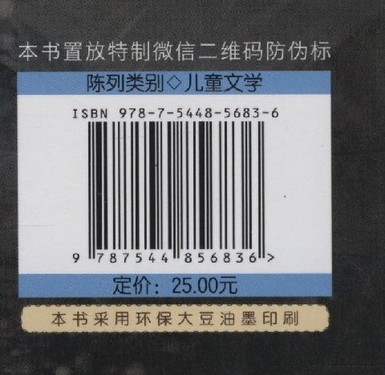 本书置放特制微信二维码防伪标
陈列类别◇儿童文学
ISBN 978-7-5448-5683-6
9 787544 856836 >
定价：25.00元
本书采用环保大豆油墨印刷